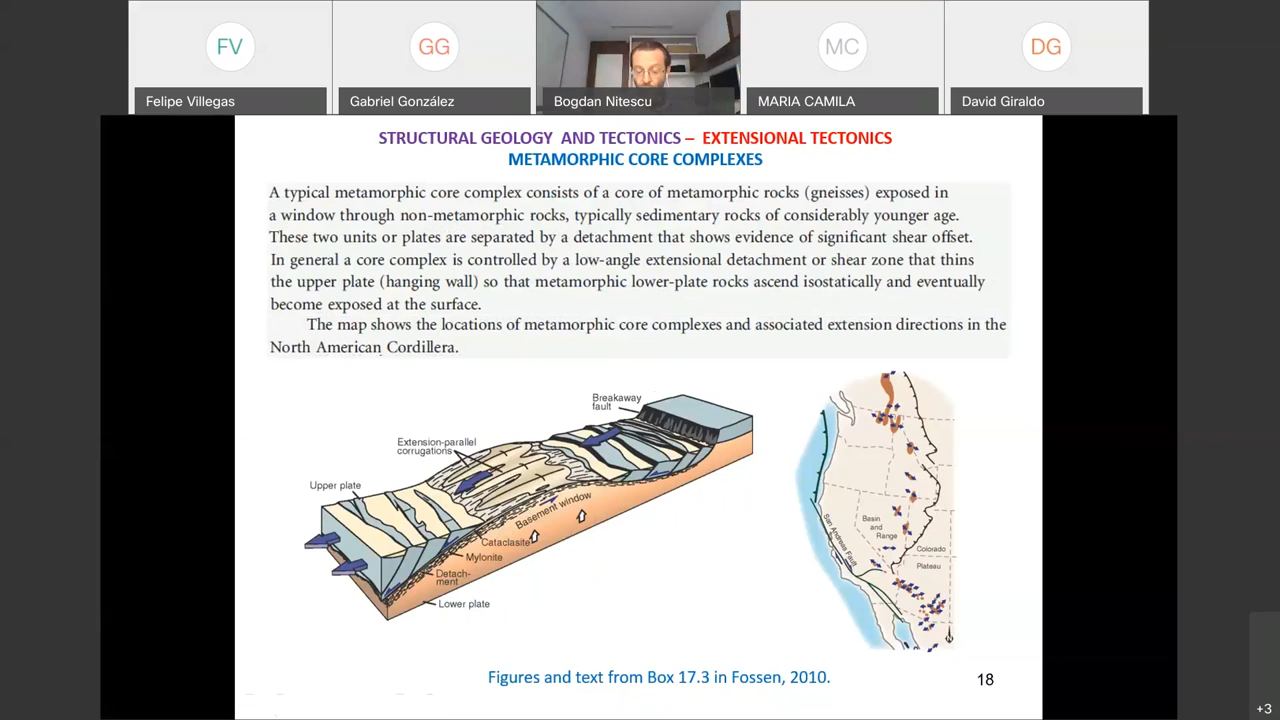 FV
GG
MC
DG
Felipe Villegas
Gabriel González
Bogdan Nitescu
MARIA CAMILA
David Giraldo
STRUCTURAL GEOLOGY AND TECTONICS – EXTENSIONAL TECTONICS
METAMORPHIC CORE COMPLEXES
A typical metamorphic core complex consists of a core of metamorphic rocks (gneisses) exposed in
a window through non-metamorphic rocks, typically sedimentary rocks of considerably younger age.
These two units or plates are separated by a detachment that shows evidence of significant shear offset.
In general a core complex is controlled by a low-angle extensional detachment or shear zone that thins
the upper plate (hanging wall) so that metamorphic lower-plate rocks ascend isostatically and eventually
become exposed at the surface.
The map shows the locations of metamorphic core complexes and associated extension directions in the
North American Cordillera.
Breakaway
fault
Extension-parallel
corrugations
Upper plate
Basement window
Cataclasite
Mylonite
Detach-
ment
Lower plate
San Andreas Fault
Basin
and
Range
Colorado
Plateau
N
Figures and text from Box 17.3 in Fossen, 2010.
18
+3